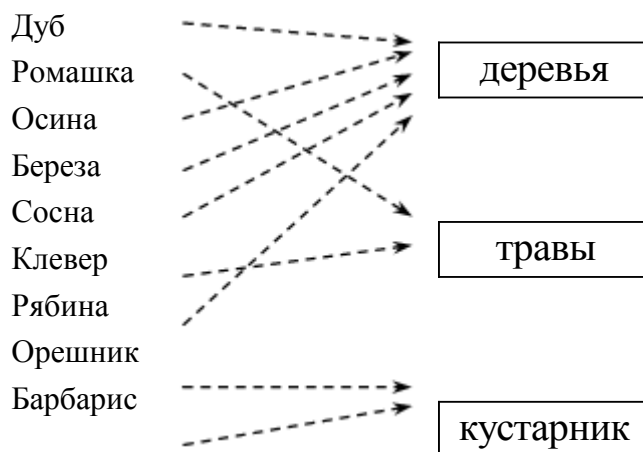 Дуб
Ромашка
Осина
Береза
Сосна
Клевер
Рябина
Орешник
Барбарис
деревья
травы
кустарник